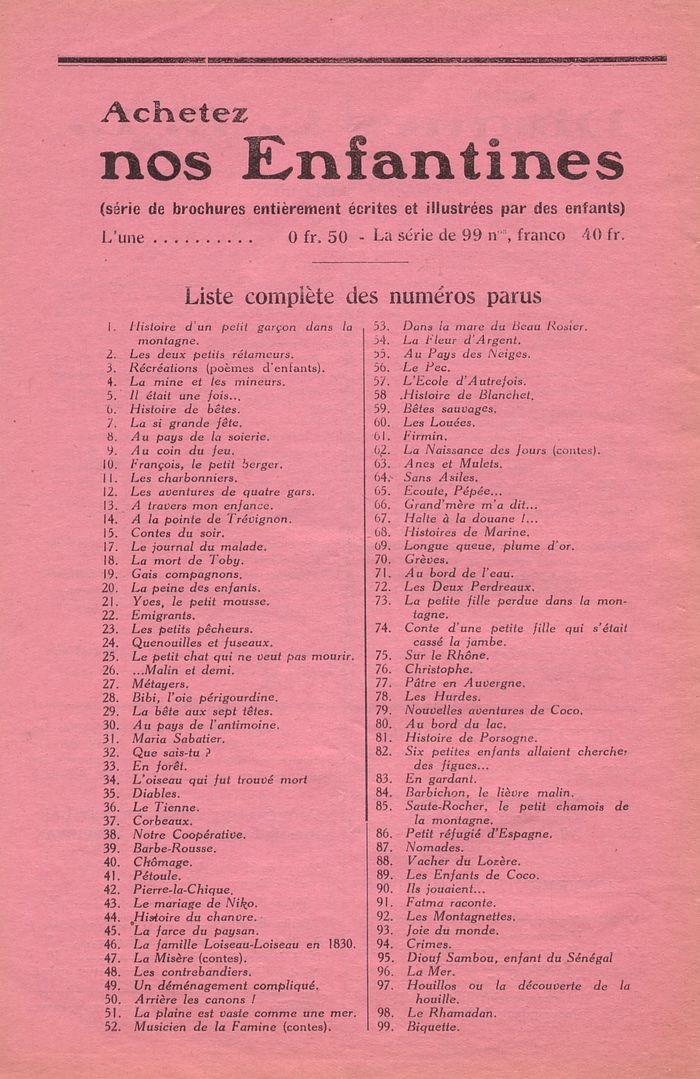 Achetez
nos Enfantines
(série de brochures entièrement écrites et illustrées par des enfants)
L'une .......... 0 fr. 50 - La série de 99 nos, franco 40 fr.
Liste complète des numéros parus
1. Histoire d'un petit garçon dans la
montagne.
2. Les deux petits rétameurs.
3. Récréations (poèmes d'enfants).
4. La mine et les mineurs.
5. Il était une fois...
6. Histoire de bêtes.
7. La si grande fête.
8. Au pays de la soierie.
9. Au coin du feu.
10. François, le petit berger.
11. Les charbonniers.
12. Les aventures de quatre gars.
13. A travers mon enfance.
14. A la pointe de Trévignon.
15. Contes du soir.
17. Le journal du malade.
18. La mort de Toby.
19. Gais compagnons.
20. La peine des enfants.
21. Yves, le petit mousse.
22. Emigrants.
23. Les petits pêcheurs.
24. Quenouilles et fuseaux.
25. Le petit chat qui ne veut pas mourir.
26. ...Malin et demi.
27. Métayers.
28. Bibi, l'oie périgourdine.
29. La bête aux sept têtes.
30. Au pays de l'antimoine.
31. Maria Sabatier.
32. Que sais-tu ?
33. En forêt.
34. L'oiseau qui fut trouvé mort
35. Diables.
36. Le Tienne.
37. Corbeaux.
38. Notre Coopérative.
39. Barbe-Rousse.
40. Chômage.
41. Pétoule.
42. Pierre-la-Chique.
43. Le mariage de Niko.
44. Histoire du chanvre.
45. La farce du paysan.
46. La famille Loiseau-Loiseau en 1830.
47. La Misère (contes).
48. Les contrebandiers.
49. Un déménagement compliqué.
50. Arrière les canons !
51. La plaine est vaste comme une mer.
52. Musicien de la Famine (contes).
53. Dans la mare du Beau Rosier.
54. La Fleur d'Argent.
55. Au Pays des Neiges.
56. Le Pec.
57. L'Ecole d'Autrefois.
58 .Histoire de Blanchet.
59. Bêtes sauvages.
60. Les Louées.
61. Firmin.
62. La Naissance des Jours (contes).
63. Anes et Mulets.
64. Sans Asiles.
65. Ecoute, Pépée...
66. Grand'mère m'a dit...
67. Halte à la douane !...
68. Histoires de Marine.
69. Longue queue, plume d'or.
70. Grèves.
71. Au bord de l'eau.
72. Les Deux Perdreaux.
73. La petite fille perdue dans la mon-
tagne.
74. Conte d'une petite fille qui s'était
cassé la jambe.
75. Sur le Rhône.
76. Christophe.
77. Pâtre en Auvergne.
78. Les Hurdes.
79. Nouvelles aventures de Coco.
80. Au bord du lac.
81. Histoire de Porsogne.
82. Six petites enfants allaient chercher
des figues...
83. En gardant.
84. Barbichon, le lièvre malin.
85. Saute-Rocher, le petit chamois de
la montagne.
86. Petit réfugié d'Espagne.
87. Nomades.
88. Vacher du Lozère.
89. Les Enfants de Coco.
90. Ils jouaient...
91. Fatma raconte.
92. Les Montagnettes.
93. Joie du monde.
94. Crimes.
95. Diouf Sambou, enfant du Sénégal
96. La Mer.
97. Houillos ou la découverte de la
houille.
98. Le Rhamadan.
99. Biquette.